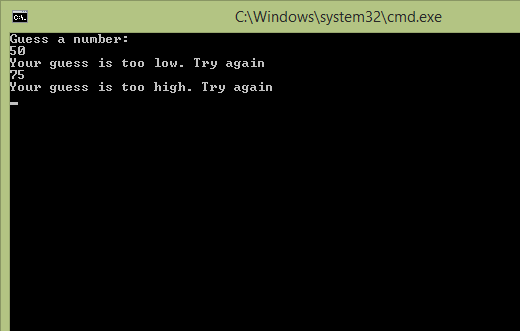 C:\Windows\system32\cmd.exe
Guess a number:
50
Your guess is too low. Try again
75
Your guess is too high. Try again